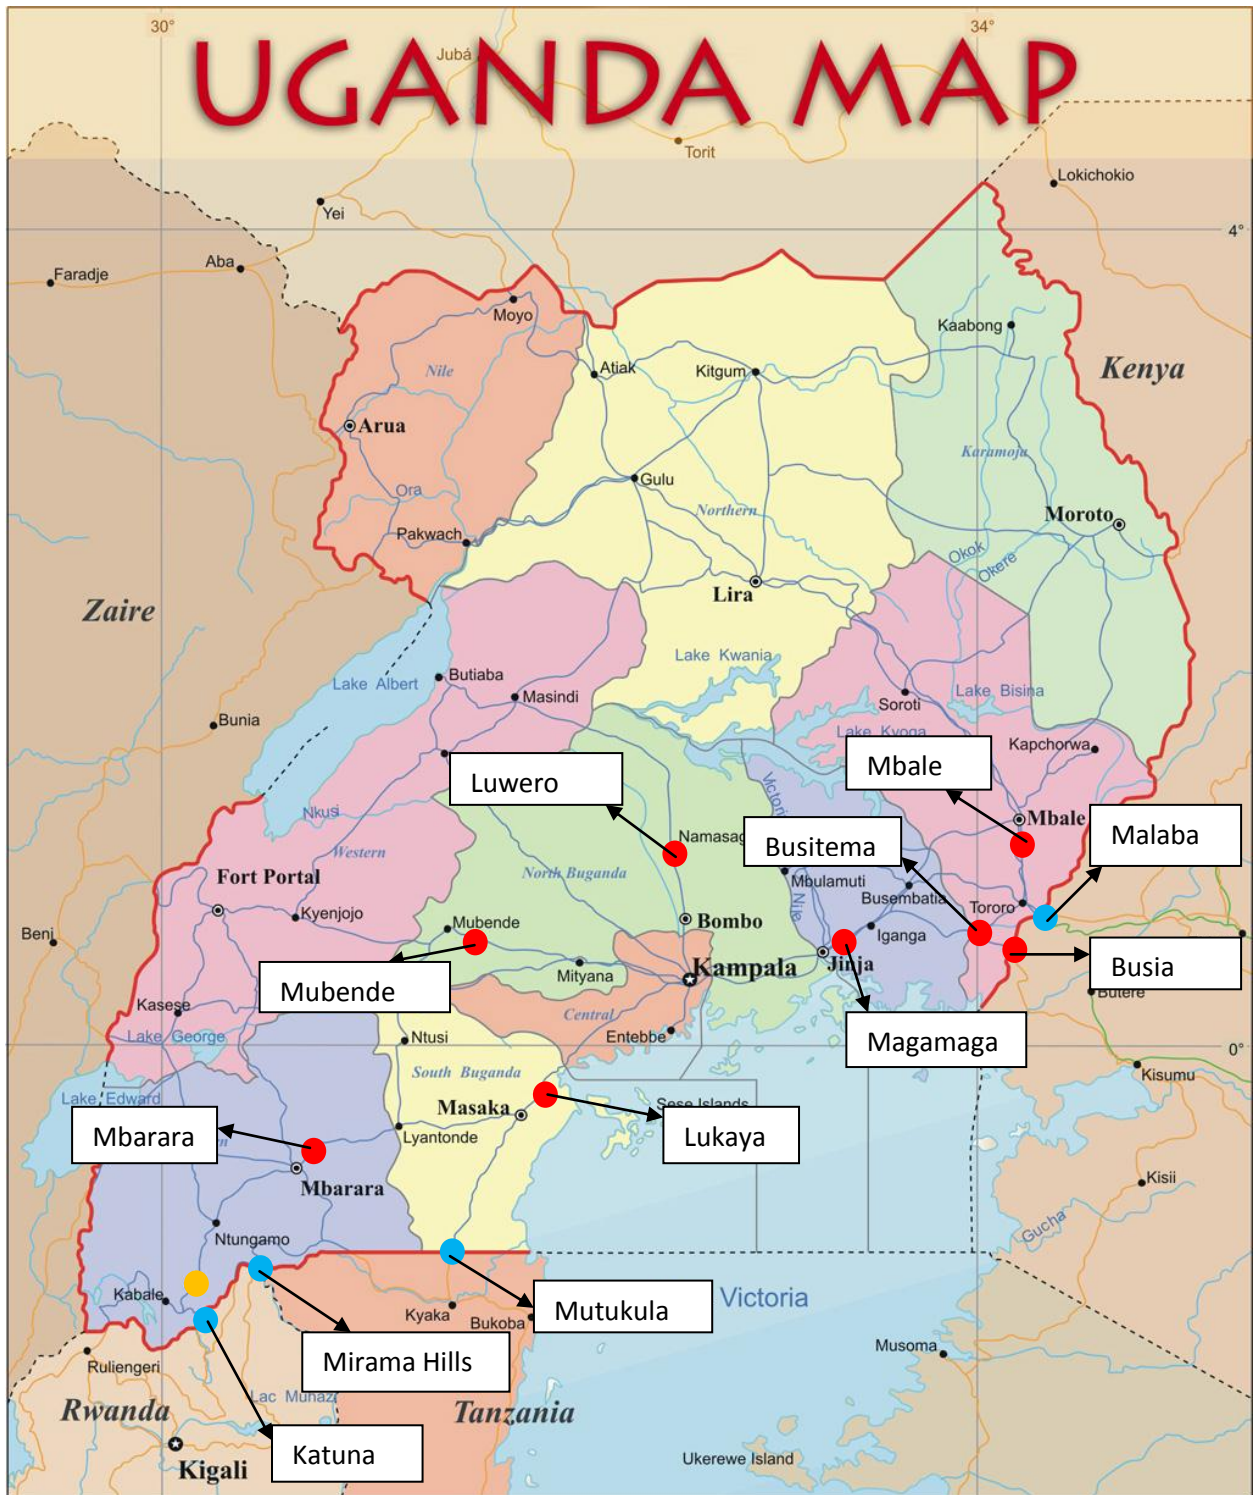 30°
34°
UGANDA MAP
Jubá
Torit
Lokichokio
Yei
4°
Aba
Faradje
Moyo
Kaabong
Kenya
Nile
Atiak
Kitgum
Arua
Karamoja
Gulu
Ora
Northern
Moroto
Pakwach
Okok
Okere
Lira
Zaire
Lake Kwania
Lake Albert
Butiaba
Masindi
Lake Bisina
Soroti
Bunia
Lake Kyoga
Kapchorwa
Mbale
Luwero
Nkusi
Mbale
Malaba
Namasag
Busitema
Western
North Buganda
Fort Portal
Mbulamuti
Busembatia
Tororo
Kyenjojo
Mubende
Bombo
Nile
Iganga
Beni
Mityana
Kampala
Jinja
Busia
Mubende
Butere
Kasese
Central
Entebbe
Lake George
Ntusi
Magamaga
0°
South Buganda
Kisumu
Lake Edward
Masaka
Sese Islands
Mbarara
Lyantonde
Lukaya
Mbarara
Kisii
Gucha
Ntungamo
Kabale
Kyaka
Bukoba
Mutukula
Victoria
Musoma
Ruhengeri
Mirama Hills
Rwanda
Lac Muhazi
Tanzania
Katuna
Kigali
Ukerewe Island